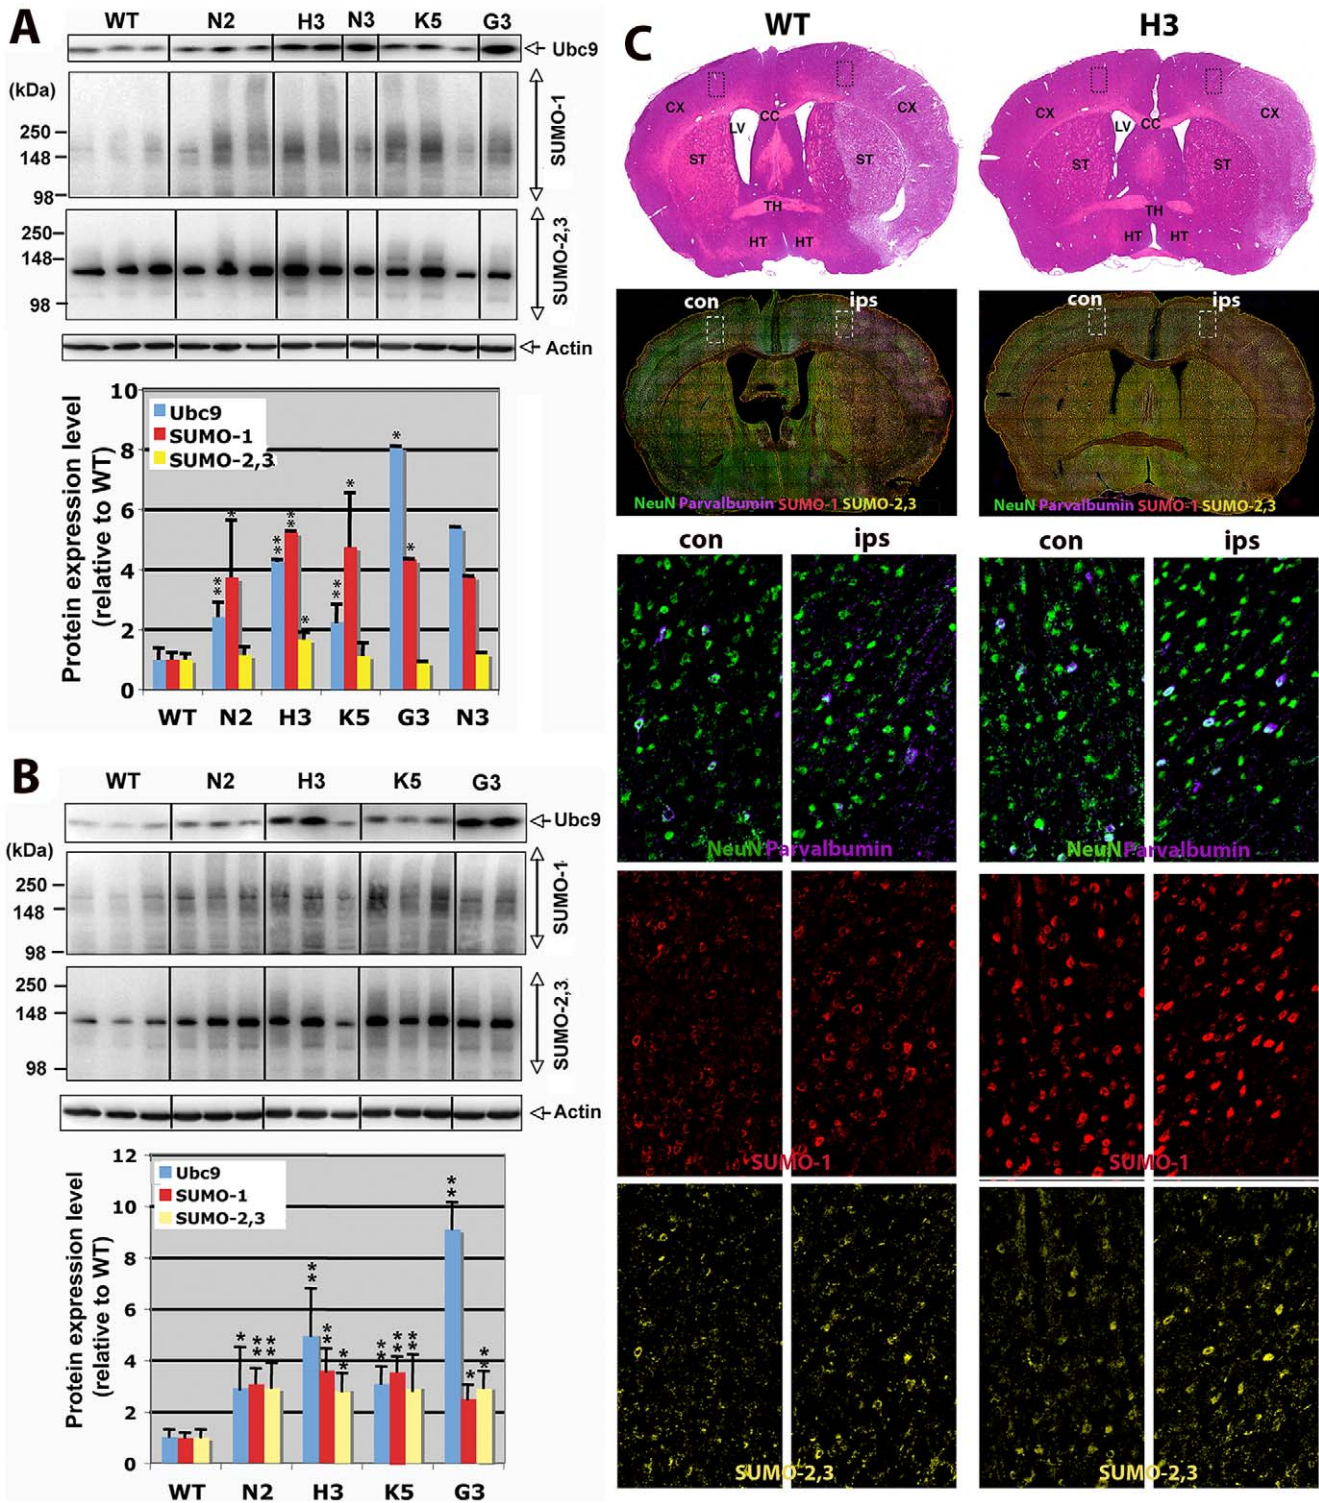 A
WT N2 H3 N3 K5 G3
Ubc9
(kDa)
250
148
98
SUMO-1
250
148
98
SUMO-2,3
Actin
Protein expression level
(relative to WT)
10
8
6
4
2
0
Ubc9
SUMO-1
SUMO-2,3
* ** ** ** * ** * * *
WT N2 H3 K5 G3 N3
B
WT N2 H3 K5 G3
Ubc9
(kDa)
250
148
98
SUMO-1
250
148
98
SUMO-2,3
Actin
Protein expression level
(relative to WT)
12
10
8
6
4
2
0
Ubc9
SUMO-1
SUMO-2,3
* ** ** ** ** ** ** ** ** ** * **
WT N2 H3 K5 G3
C
WT H3
CX LV CC CX ST ST TH HT HT
CX LV CC CX ST ST TH HT HT
con ips
NeuN Parvalbumin SUMO-1 SUMO-2,3
con ips
NeuN Parvalbumin SUMO-1 SUMO-2,3
con ips con ips
NeuN Parvalbumin NeuN Parvalbumin
SUMO-1 SUMO-1
SUMO-2,3 SUMO-2,3